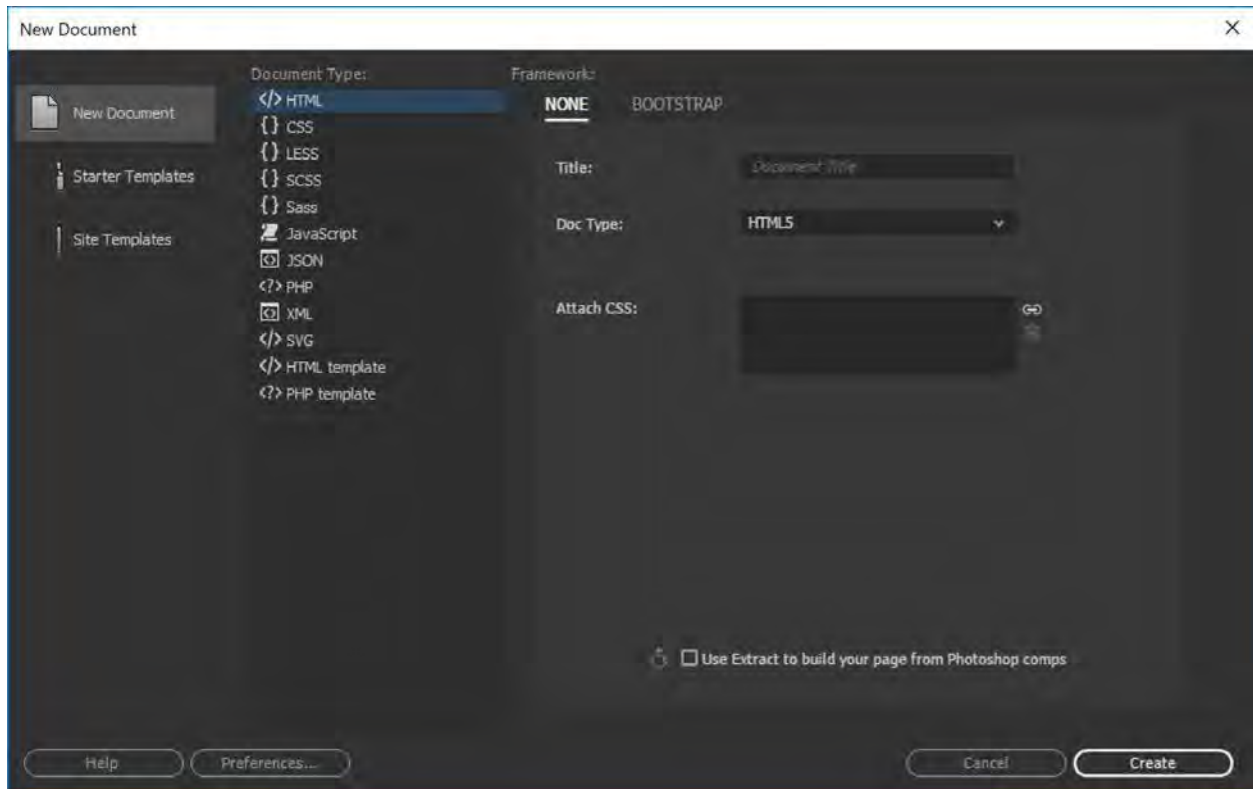 New Document
Document Type:
Framework:
New Document
Starter Templates
Site Templates
</> HTML
{} CSS
{} LESS
{} SCSS
{} Sass
JavaScript
JSON
<?> PHP
XML
</> SVG
</> HTML template
<?> PHP template
NONE BOOTSTRAP
Title: Document Title
Doc Type: HTML5
Attach CSS:
Use Extract to build your page from Photoshop comps
Help Preferences... Cancel Create